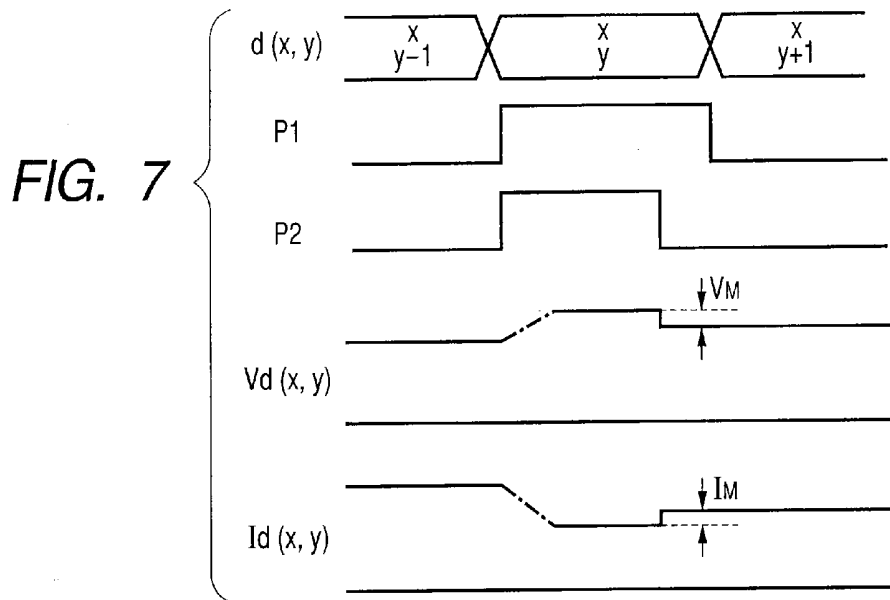 FIG. 7
d (x, y)
x
y–1
x
y
x
y+1
P1
P2
VM
Vd (x, y)
IM
Id (x, y)